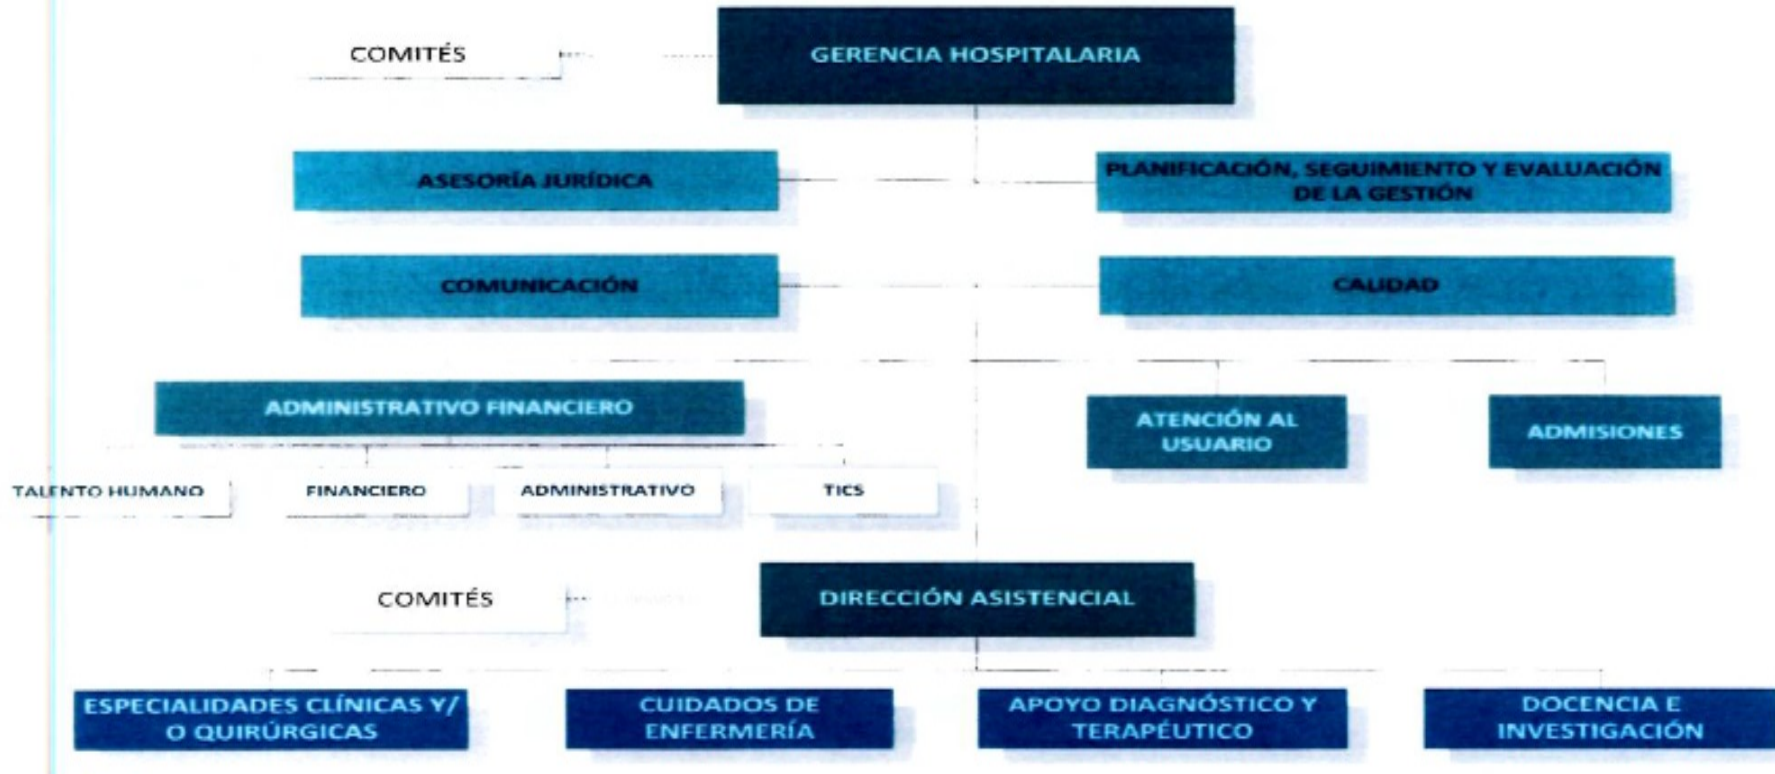 COMITÉS
GERENCIA HOSPITALARIA
ASESORÍA JURÍDICA
PLANIFICACIÓN, SEGUIMIENTO Y EVALUACIÓN
DE LA GESTIÓN
COMUNICACIÓN
CALIDAD
ADMINISTRATIVO FINANCIERO
ATENCIÓN AL
USUARIO
ADMISIONES
TALENTO HUMANO
FINANCIERO
ADMINISTRATIVO
TICS
COMITÉS
DIRECCIÓN ASISTENCIAL
ESPECIALIDADES CLÍNICAS Y/
O QUIRÚRGICAS
CUIDADOS DE
ENFERMERÍA
APOYO DIAGNÓSTICO Y
TERAPÉUTICO
DOCENCIA E
INVESTIGACIÓN